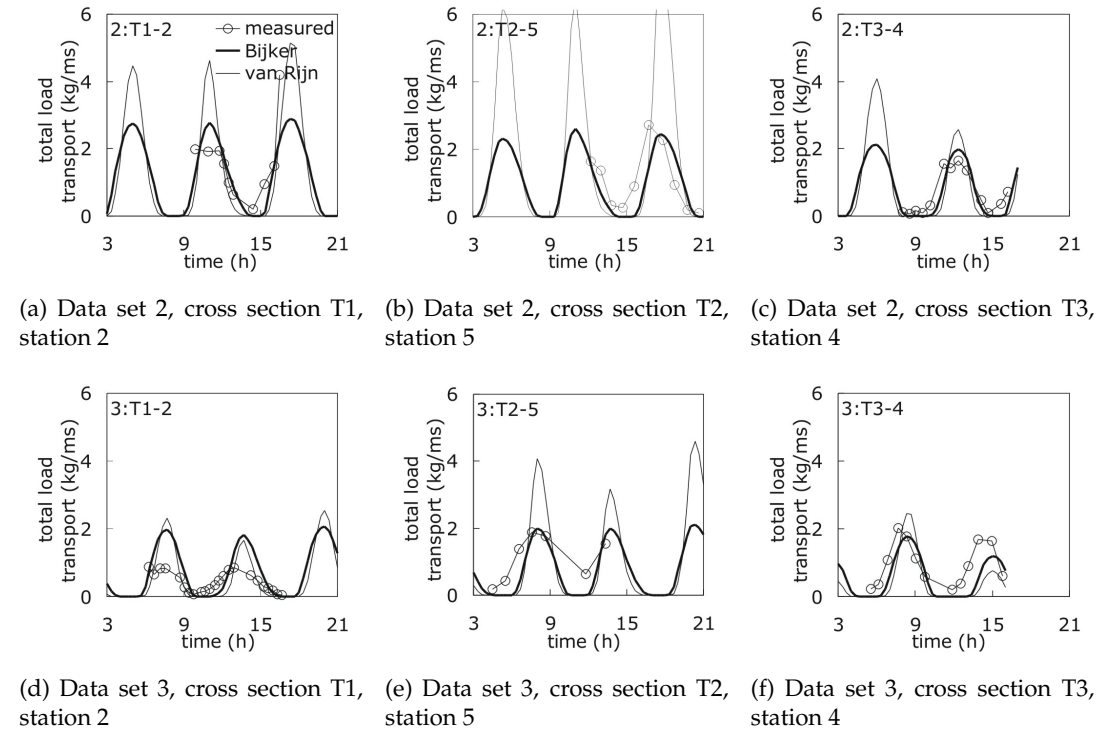 2:T1-2
measured
Bijker
van Rijn
total load
transport (kg/ms)
6
4
2
0
3 9 15 21
time (h)
2:T2-5
total load
transport (kg/ms)
6
4
2
0
3 9 15 21
time (h)
2:T3-4
total load
transport (kg/ms)
6
4
2
0
3 9 15 21
time (h)
(a) Data set 2, cross section T1,
station 2
(b) Data set 2, cross section T2,
station 5
(c) Data set 2, cross section T3,
station 4
3:T1-2
total load
transport (kg/ms)
6
4
2
0
3 9 15 21
time (h)
3:T2-5
total load
transport (kg/ms)
6
4
2
0
3 9 15 21
time (h)
3:T3-4
total load
transport (kg/ms)
6
4
2
0
3 9 15 21
time (h)
(d) Data set 3, cross section T1,
station 2
(e) Data set 3, cross section T2,
station 5
(f) Data set 3, cross section T3,
station 4